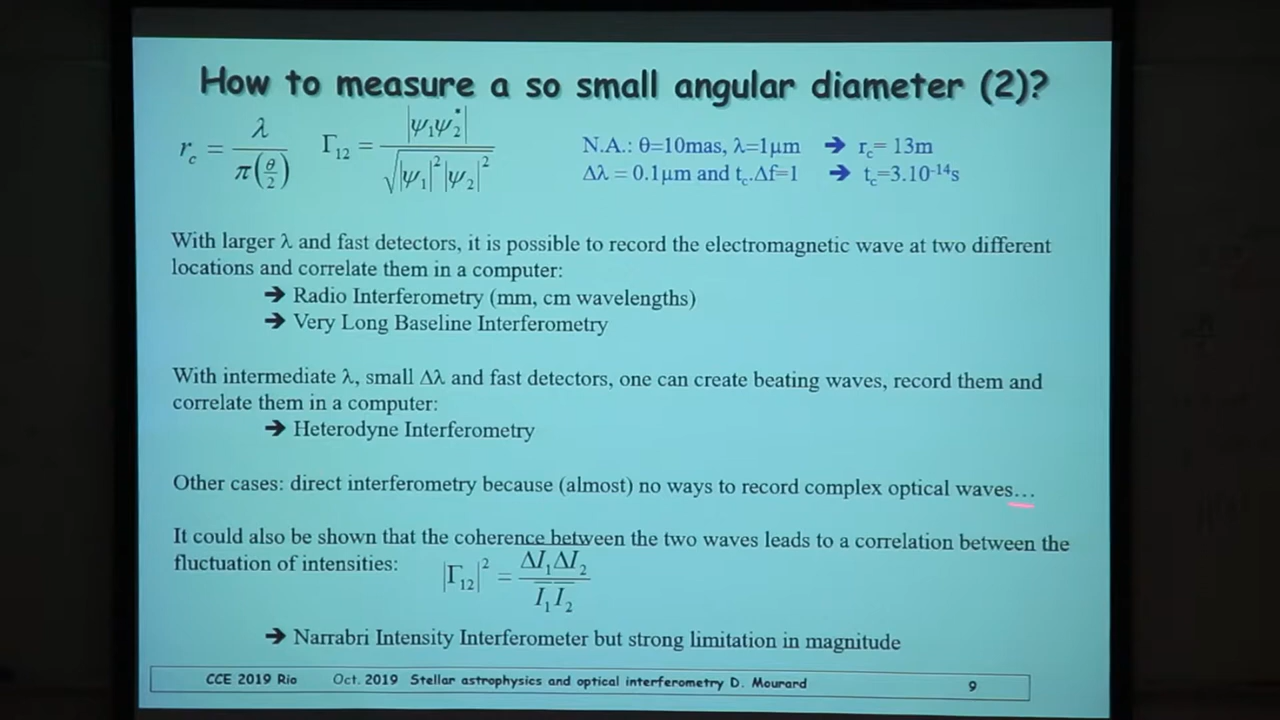 How to measure a so small angular diameter (2)?
r_c = λ / π(θ/2)    Γ₁₂ = |ψ₁ψ₂*| / √(|ψ₁|²|ψ₂|²)
N.A.: θ=10mas, λ=1μm ➔ r_c= 13m
Δλ = 0.1μm and t_c.Δf=1 ➔ t_c=3.10⁻¹⁴s
With larger λ and fast detectors, it is possible to record the electromagnetic wave at two different
locations and correlate them in a computer:
➔ Radio Interferometry (mm, cm wavelengths)
➔ Very Long Baseline Interferometry
With intermediate λ, small Δλ and fast detectors, one can create beating waves, record them and
correlate them in a computer:
➔ Heterodyne Interferometry
Other cases: direct interferometry because (almost) no ways to record complex optical waves…
It could also be shown that the coherence between the two waves leads to a correlation between the
fluctuation of intensities: |Γ₁₂|² = ΔI₁ΔI₂ / I₁I₂
➔ Narrabri Intensity Interferometer but strong limitation in magnitude
CCE 2019 Rio Oct. 2019 Stellar astrophysics and optical interferometry D. Mourard 9